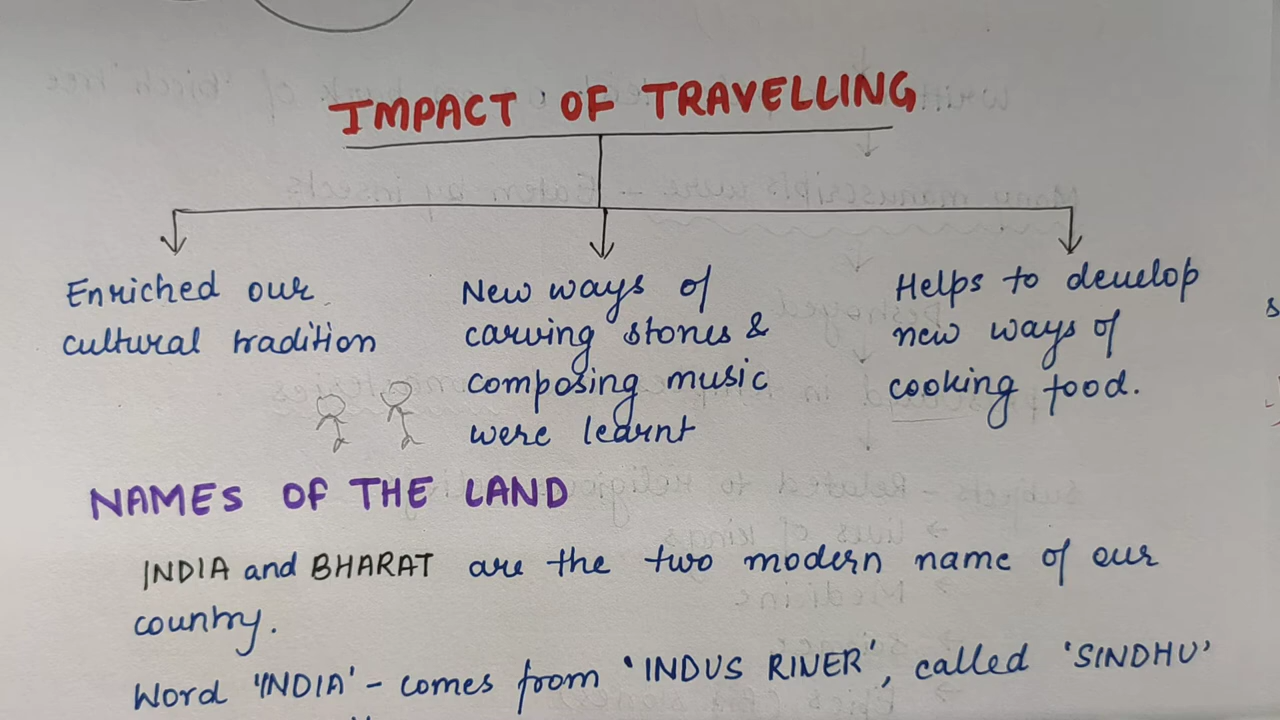 IMPACT OF TRAVELLING
Enriched our
cultural tradition
New ways of
carving stones &
composing music
were learnt
Helps to develop
new ways of
cooking food.
NAMES OF THE LAND
INDIA and BHARAT are the two modern name of our
country.
Word 'INDIA' - comes from 'INDUS RIVER', called 'SINDHU'